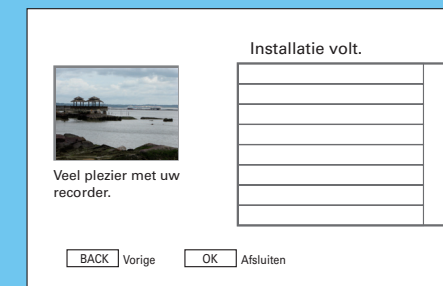 Installatie volt.
Veel plezier met uw
recorder.
BACK Vorige OK Afsluiten